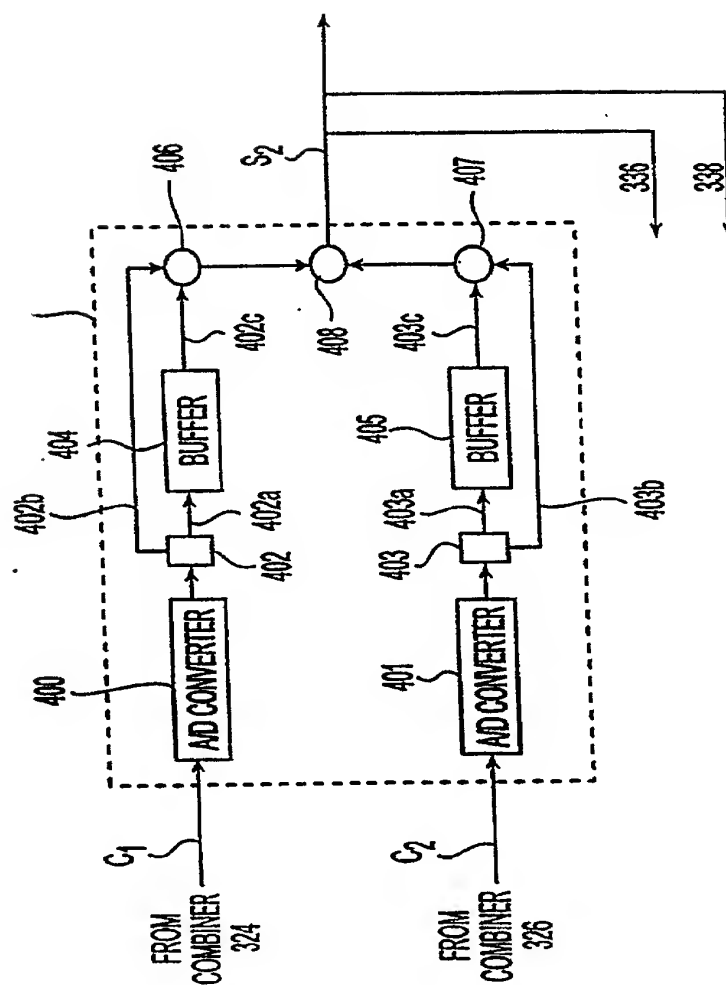 FROM
COMBINER
324
C1
400
A/D CONVERTER
402b
402
402a
404
BUFFER
402c
406
408
S2
FROM
COMBINER
326
C2
401
A/D CONVERTER
403
403a
405
BUFFER
403c
403b
407
336
338